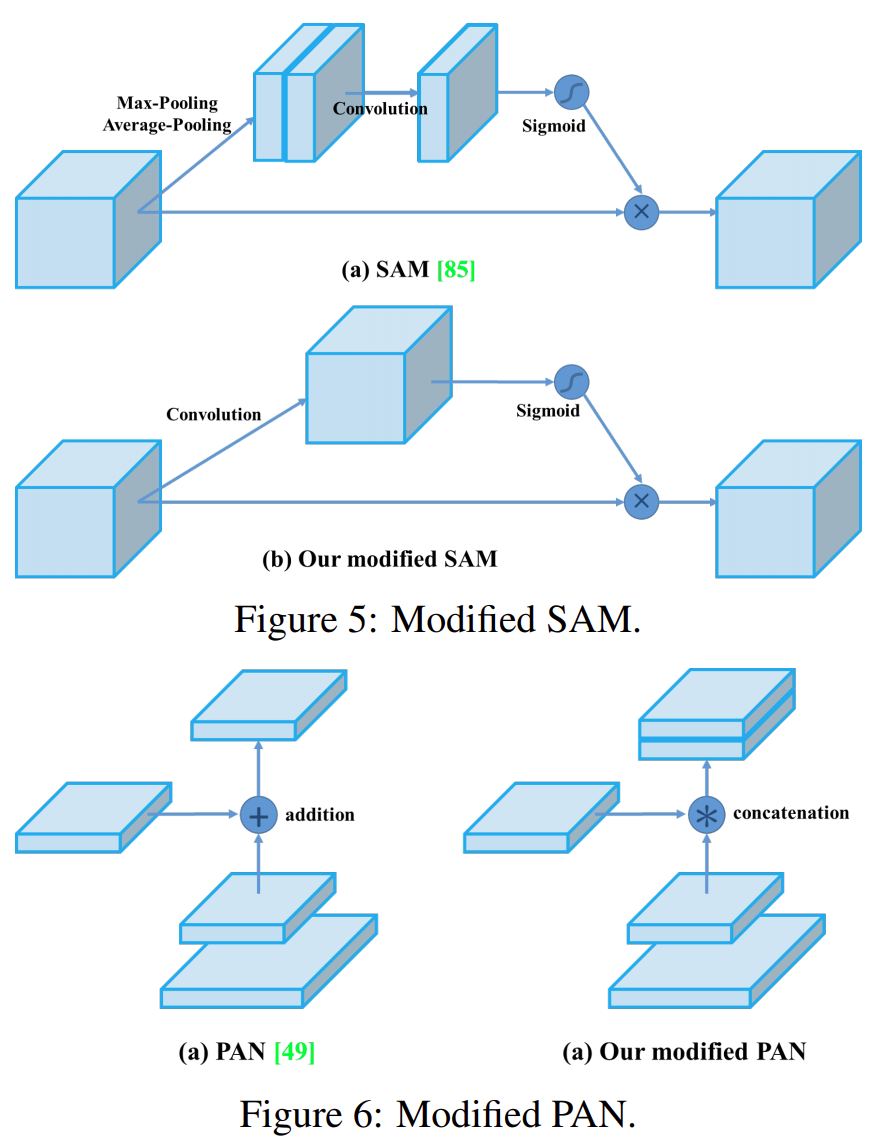 Max-Pooling
Average-Pooling
Convolution
Sigmoid
(a) SAM [85]
Convolution
Sigmoid
(b) Our modified SAM
Figure 5: Modified SAM.
addition
concatenation
(a) PAN [49]
(a) Our modified PAN
Figure 6: Modified PAN.